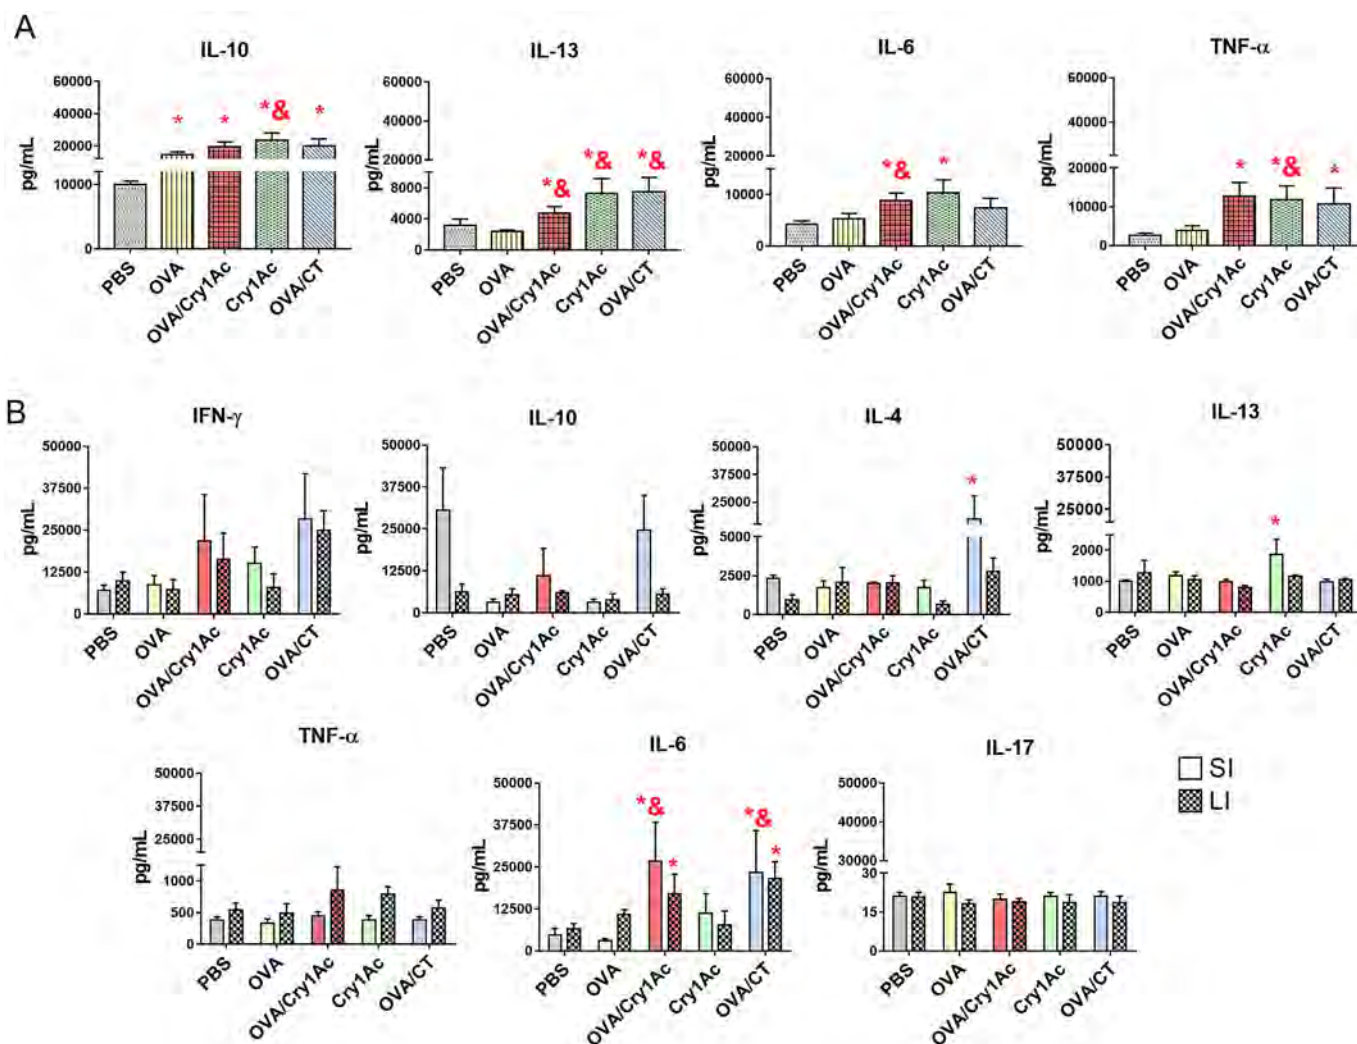 A
IL-10
IL-13
IL-6
TNF-α
pg/mL
60000
40000
20000
10000
0
* * *& *
PBS
OVA
OVA/Cry1Ac
Cry1Ac
OVA/CT
pg/mL
60000
40000
20000
8000
4000
0
*& *& *&
PBS
OVA
OVA/Cry1Ac
Cry1Ac
OVA/CT
pg/mL
60000
40000
20000
10000
0
*& *
PBS
OVA
OVA/Cry1Ac
Cry1Ac
OVA/CT
pg/mL
60000
40000
20000
20000
10000
0
* *& *
PBS
OVA
OVA/Cry1Ac
Cry1Ac
OVA/CT
B
IFN-γ
IL-10
IL-4
IL-13
pg/mL
50000
37500
25000
12500
0
PBS
OVA
OVA/Cry1Ac
Cry1Ac
OVA/CT
pg/mL
50000
37500
25000
12500
0
PBS
OVA
OVA/Cry1Ac
Cry1Ac
OVA/CT
pg/mL
50000
37500
25000
5000
2500
0
*
PBS
OVA
OVA/Cry1Ac
Cry1Ac
OVA/CT
pg/mL
50000
37500
25000
2000
1000
0
*
PBS
OVA
OVA/Cry1Ac
Cry1Ac
OVA/CT
TNF-α
IL-6
IL-17
pg/mL
50000
37500
25000
1000
500
0
PBS
OVA
OVA/Cry1Ac
Cry1Ac
OVA/CT
pg/mL
50000
37500
25000
12500
0
*& * *& *
PBS
OVA
OVA/Cry1Ac
Cry1Ac
OVA/CT
pg/mL
50000
40000
30000
30
15
0
PBS
OVA
OVA/Cry1Ac
Cry1Ac
OVA/CT
SI
LI